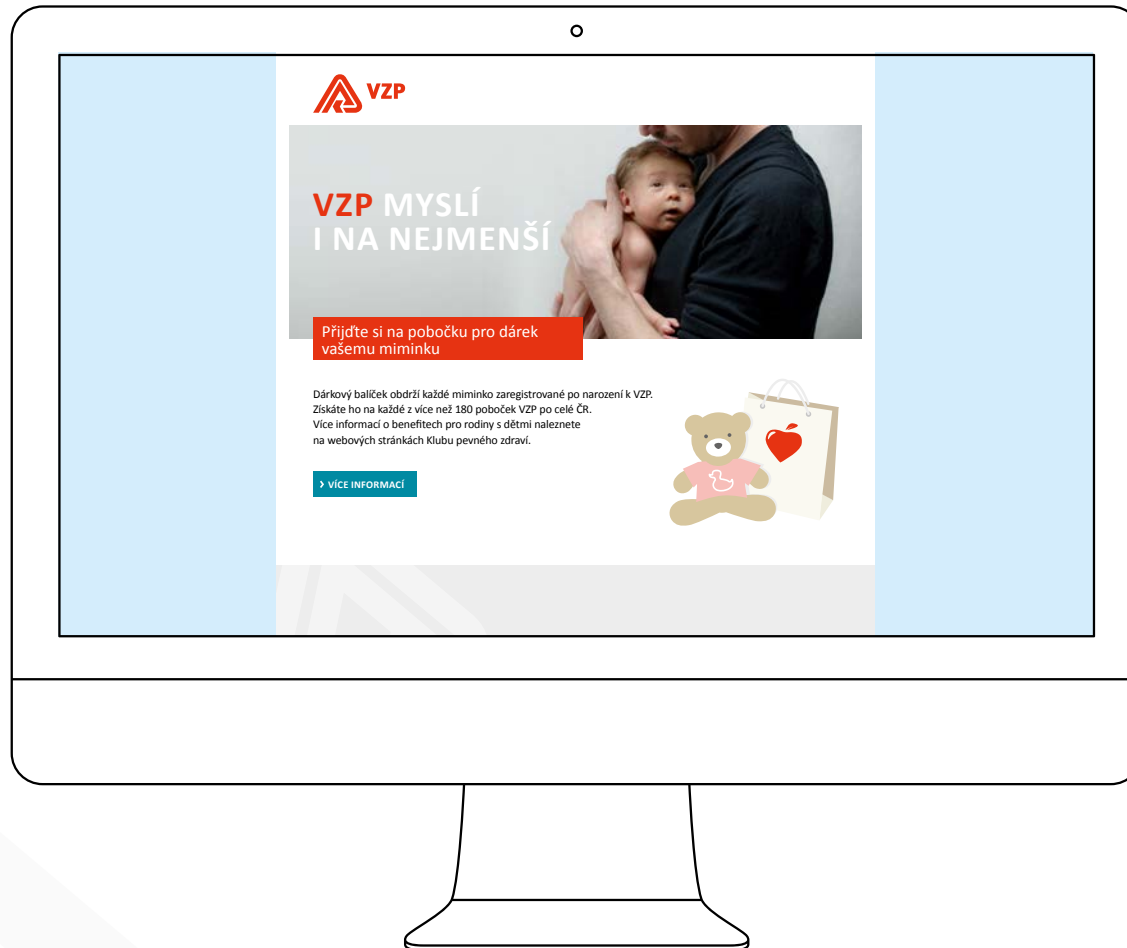 VZP
VZP MYSLÍ
I NA NEJMENŠÍ
Přijďte si na pobočku pro dárek
vašemu miminku
Dárkový balíček obdrží každé miminko zaregistrované po narození k VZP.
Získáte ho na každé z více než 180 poboček VZP po celé ČR.
Více informací o benefitech pro rodiny s dětmi naleznete
na webových stránkách Klubu pevného zdraví.
› VÍCE INFORMACÍ